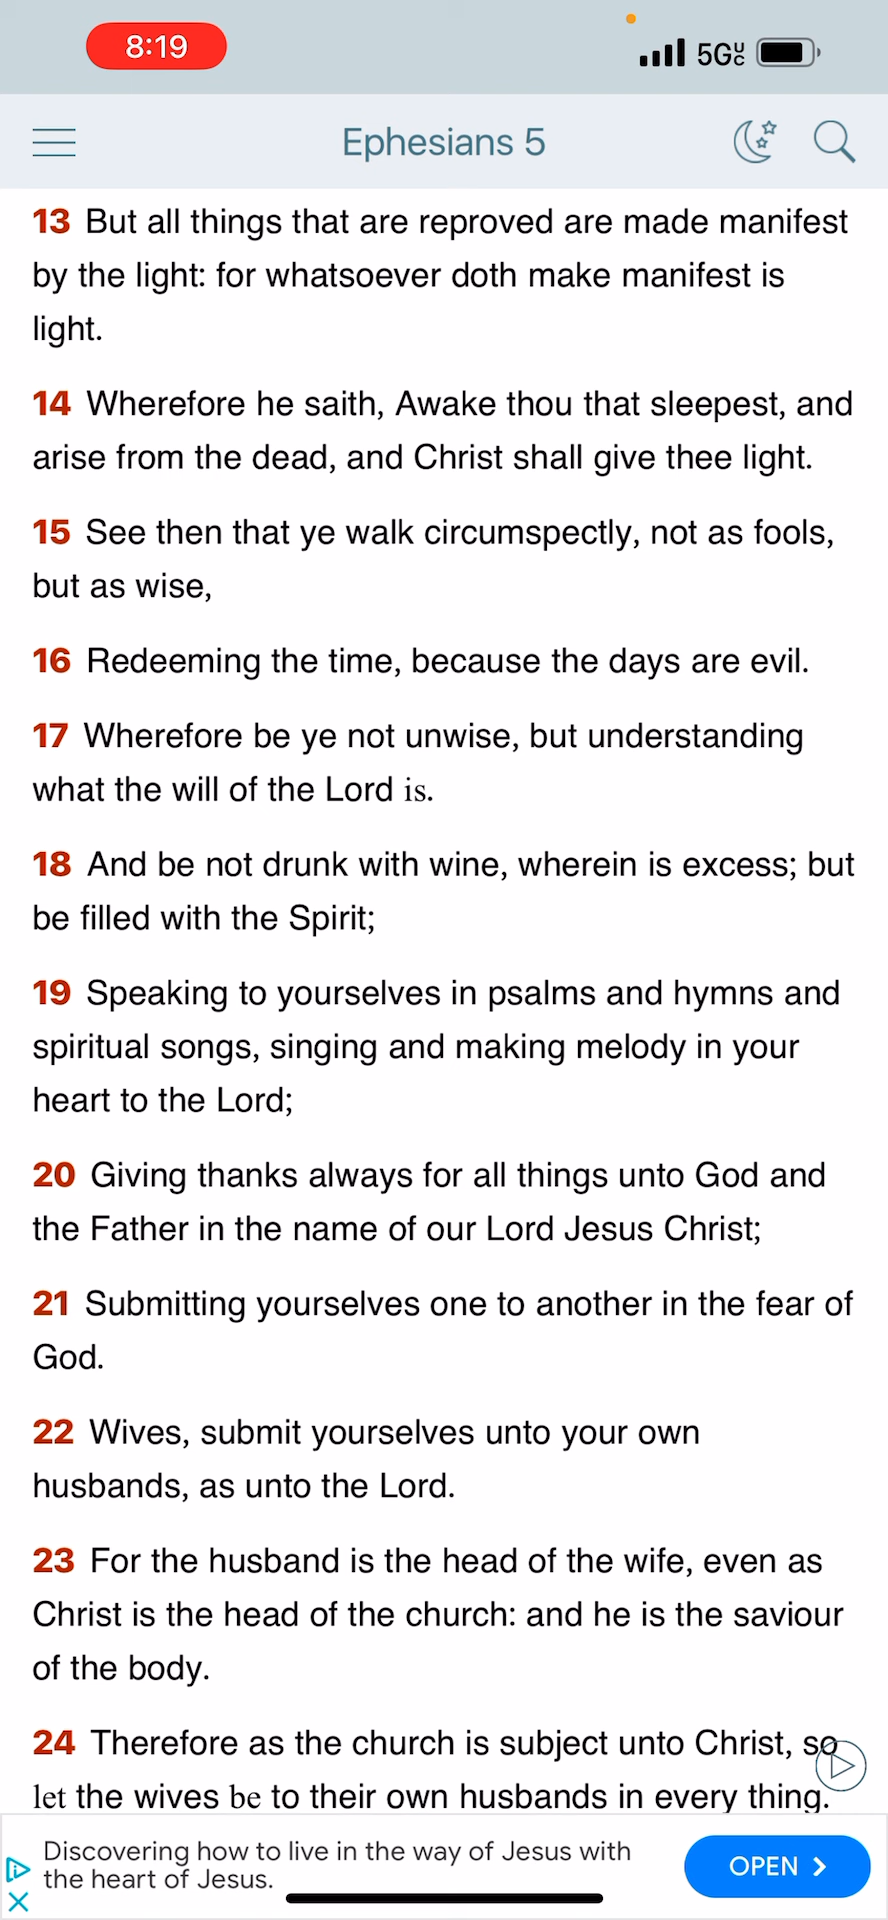 8:19
5G
Ephesians 5
13 But all things that are reproved are made manifest
by the light: for whatsoever doth make manifest is
light.
14 Wherefore he saith, Awake thou that sleepest, and
arise from the dead, and Christ shall give thee light.
15 See then that ye walk circumspectly, not as fools,
but as wise,
16 Redeeming the time, because the days are evil.
17 Wherefore be ye not unwise, but understanding
what the will of the Lord is.
18 And be not drunk with wine, wherein is excess; but
be filled with the Spirit;
19 Speaking to yourselves in psalms and hymns and
spiritual songs, singing and making melody in your
heart to the Lord;
20 Giving thanks always for all things unto God and
the Father in the name of our Lord Jesus Christ;
21 Submitting yourselves one to another in the fear of
God.
22 Wives, submit yourselves unto your own
husbands, as unto the Lord.
23 For the husband is the head of the wife, even as
Christ is the head of the church: and he is the saviour
of the body.
24 Therefore as the church is subject unto Christ, so
let the wives be to their own husbands in every thing.
Discovering how to live in the way of Jesus with
the heart of Jesus.
OPEN